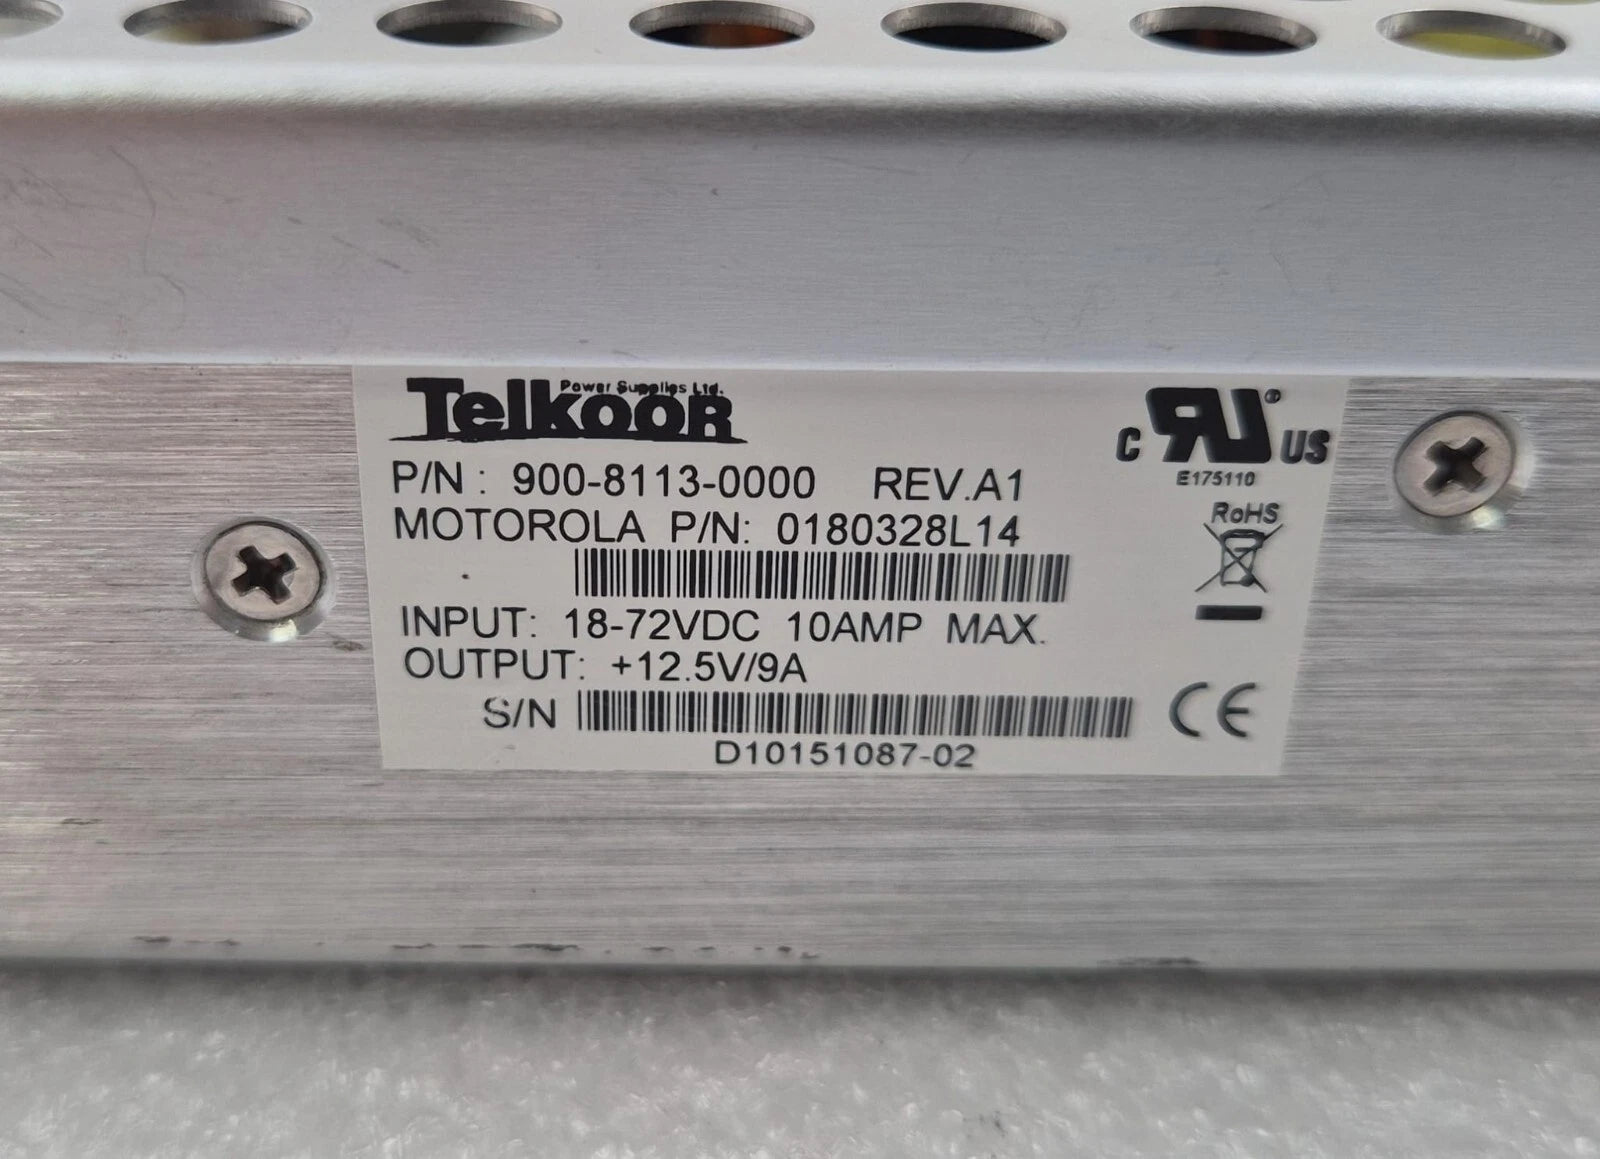 Telkoor Power Supplies Ltd.
P/N: 900-8113-0000 REV.A1
MOTOROLA P/N: 0180328L14
INPUT: 18-72VDC 10AMP MAX.
OUTPUT: +12.5V/9A
S/N
D10151087-02
C RU ® US
E175110
RoHS
CE